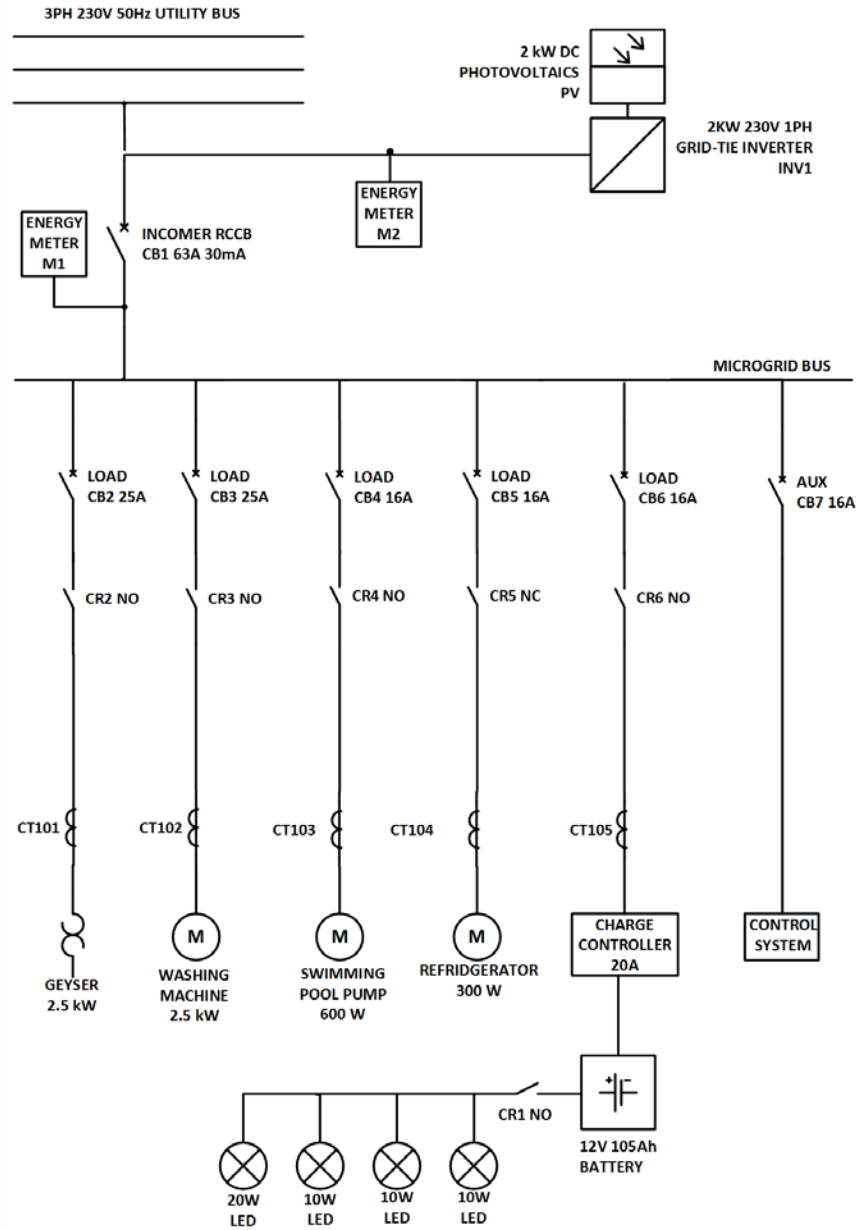 3PH 230V 50Hz UTILITY BUS
2 kW DC
PHOTOVOLTAICS
PV
2KW 230V 1PH
GRID-TIE INVERTER
INV1
ENERGY
METER
M2
ENERGY
METER
M1
INCOMER RCCB
CB1 63A 30mA
MICROGRID BUS
LOAD
CB2 25A
LOAD
CB3 25A
LOAD
CB4 16A
LOAD
CB5 16A
LOAD
CB6 16A
AUX
CB7 16A
CR2 NO
CR3 NO
CR4 NO
CR5 NC
CR6 NO
CT101
CT102
CT103
CT104
CT105
GEYSER
2.5 kW
M
WASHING
MACHINE
2.5 kW
M
SWIMMING
POOL PUMP
600 W
M
REFRIDGERATOR
300 W
CHARGE
CONTROLLER
20A
CONTROL
SYSTEM
CR1 NO
+ -
12V 105Ah
BATTERY
20W
LED
10W
LED
10W
LED
10W
LED